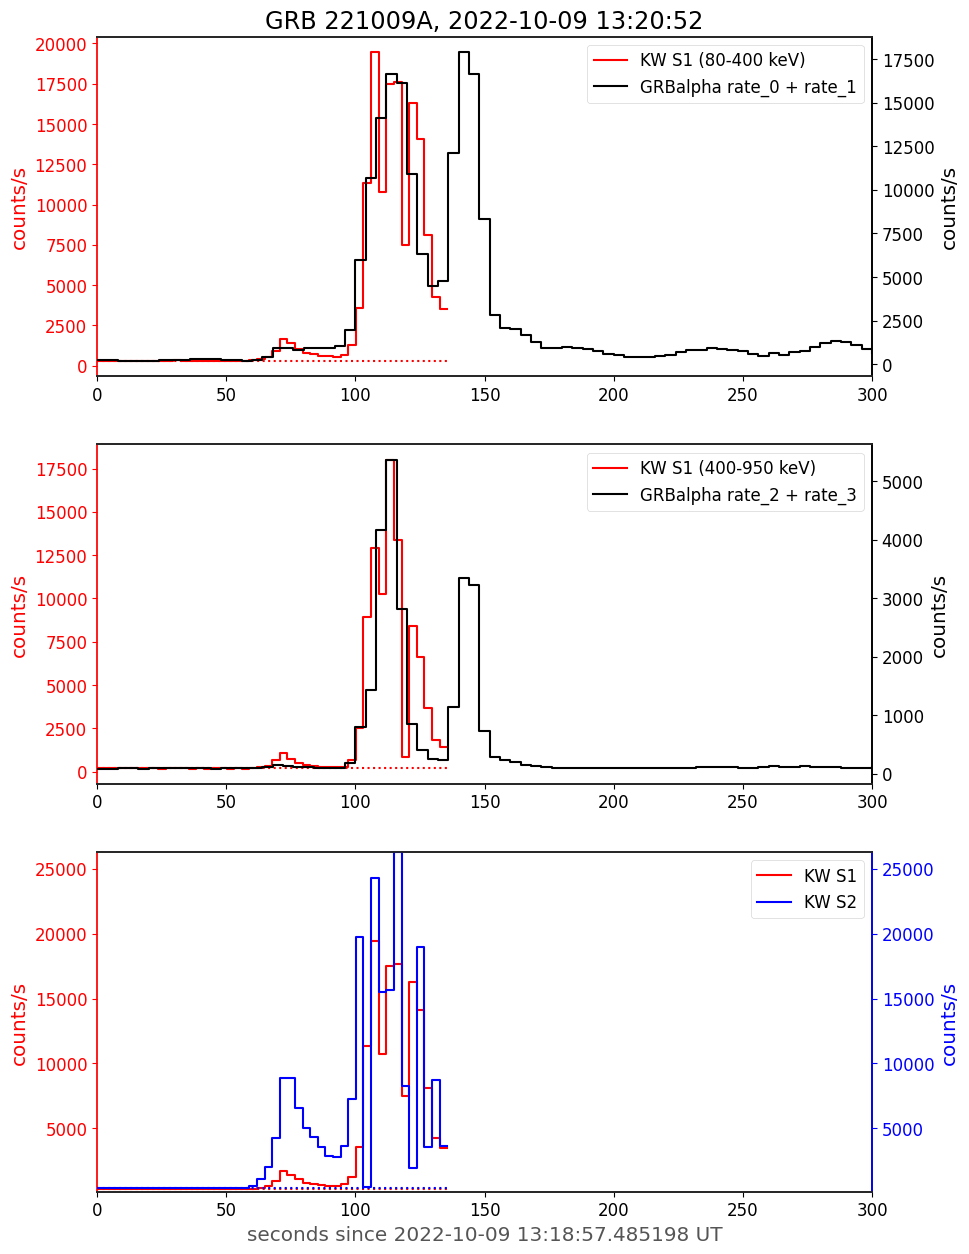 GRB 221009A, 2022-10-09 13:20:52
20000
17500
15000
12500
10000
7500
5000
2500
0
counts/s
KW S1 (80-400 keV)
GRBalpha rate_0 + rate_1
17500
15000
12500
10000
7500
5000
2500
0
counts/s
0 50 100 150 200 250 300
17500
15000
12500
10000
7500
5000
2500
0
counts/s
KW S1 (400-950 keV)
GRBalpha rate_2 + rate_3
5000
4000
3000
2000
1000
0
counts/s
0 50 100 150 200 250 300
25000
20000
15000
10000
5000
counts/s
KW S1
KW S2
25000
20000
15000
10000
5000
counts/s
0 50 100 150 200 250 300
seconds since 2022-10-09 13:18:57.485198 UT